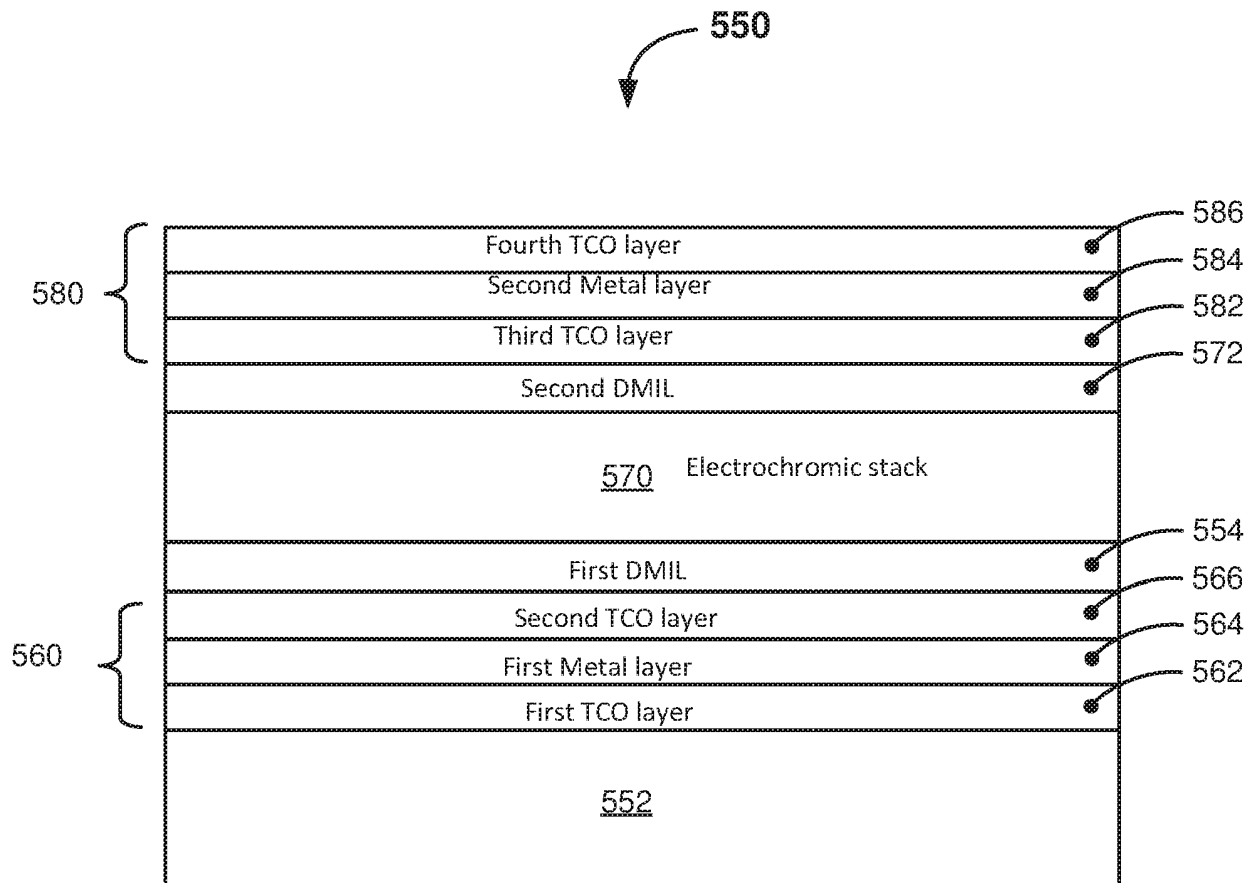 550
Fourth TCO layer 586
580 Second Metal layer 584
Third TCO layer 582
Second DMIL 572
570 Electrochromic stack
First DMIL 554
Second TCO layer 566
560 First Metal layer 564
First TCO layer 562
552